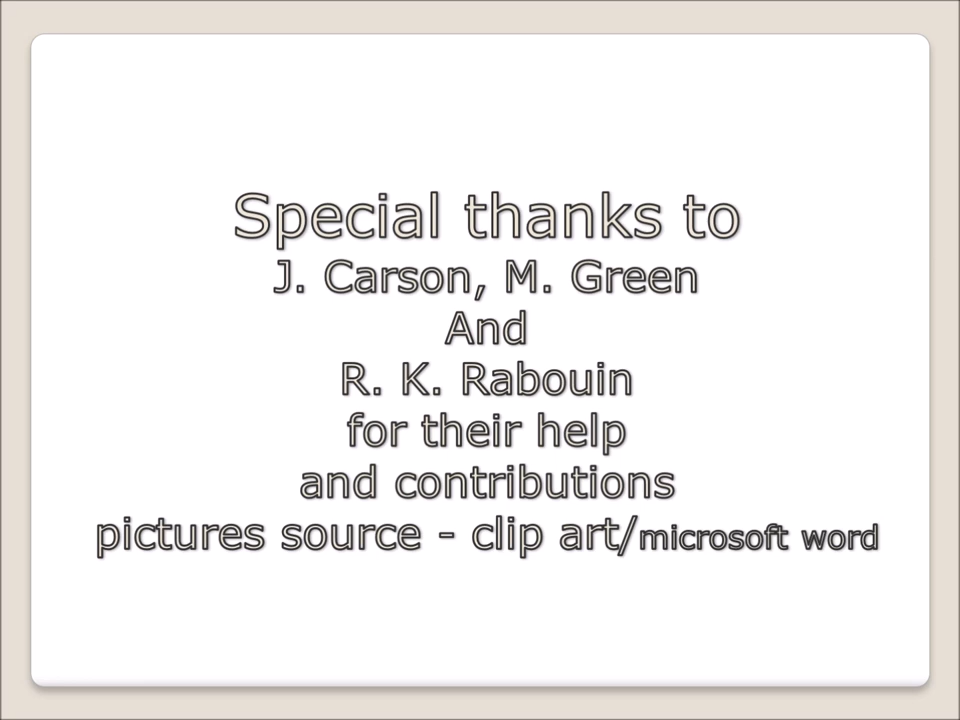 Special thanks to
J. Carson, M. Green
And
R. K. Rabouin
for their help
and contributions
pictures source - clip art/microsoft word